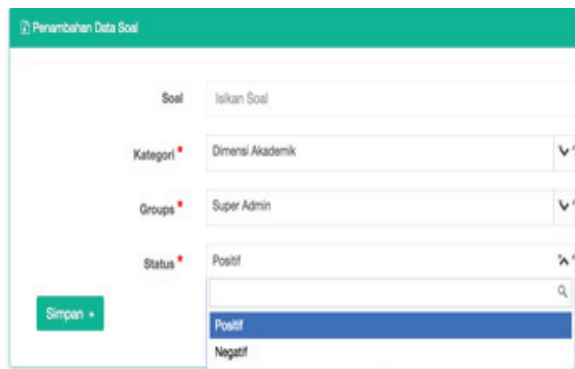 Penambahan Data Soal
Soal Isikan Soal
Kategori * Dimensi Akademik
Groups * Super Admin
Status * Positif
Simpan +
Positif
Negatif